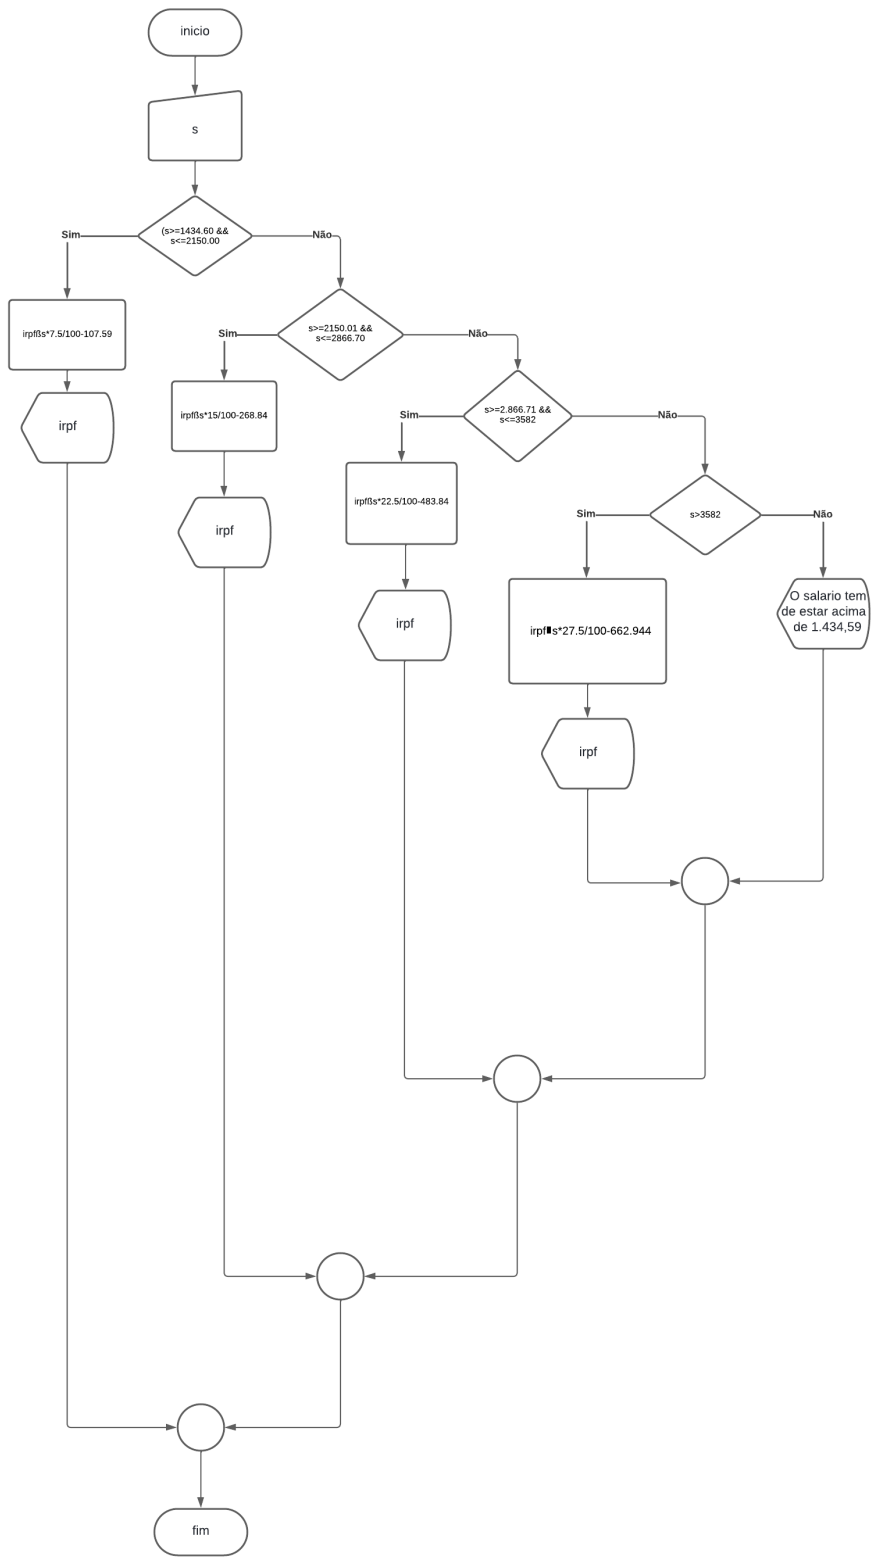 inicio
s
(s>=1434.60 &&
s<=2150.00
Sim
Não
irpfßs*7.5/100-107.59
irpf
s>=2150.01 &&
s<=2866.70
Sim
Não
irpfßs*15/100-268.84
irpf
s>=2.866.71 &&
s<=3582
Sim
Não
irpfßs*22.5/100-483.84
irpf
s>3582
Sim
Não
irpf▮s*27.5/100-662.944
irpf
O salario tem
de estar acima
de 1.434,59
fim